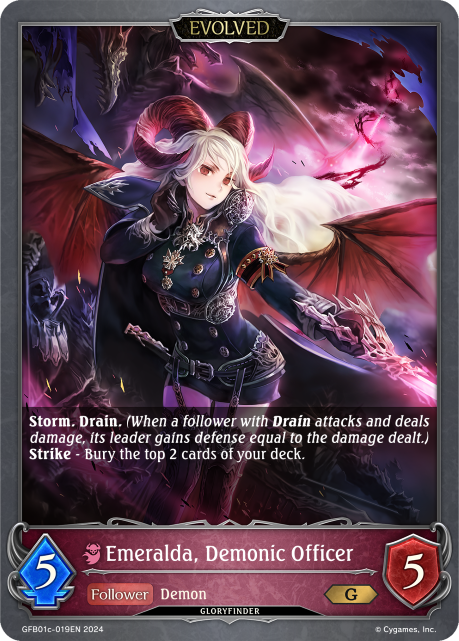 EVOLVED
Storm. Drain. (When a follower with Drain attacks and deals
damage, its leader gains defense equal to the damage dealt.)
Strike - Bury the top 2 cards of your deck.
Emeralda, Demonic Officer
5
Follower Demon G
5
GLORYFINDER
GFB01c-019EN 2024 © Cygames, Inc.